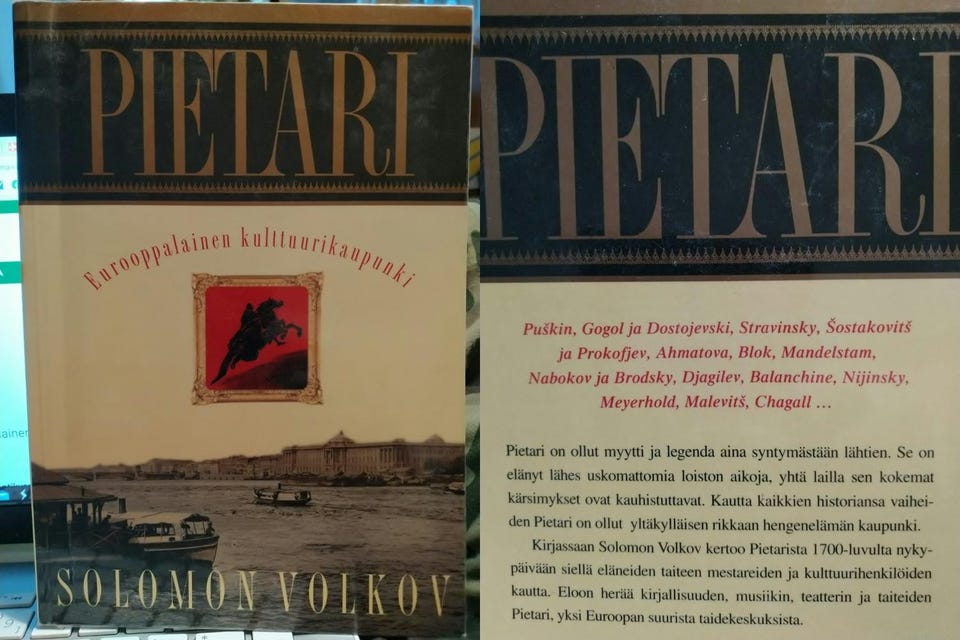 PIETARI
Eurooppalainen kulttuurikaupunki
SOLOMON VOLKOV
PIETARI
Puškin, Gogol ja Dostojevski, Stravinsky, Šostakovitš
ja Prokofjev, Ahmatova, Blok, Mandelstam,
Nabokov ja Brodsky, Djagilev, Balanchine, Nijinsky,
Meyerhold, Malevitš, Chagall ...
Pietari on ollut myytti ja legenda aina syntymästään lähtien. Se on
elänyt lähes uskomattomia loiston aikoja, yhtä lailla sen kokemat
kärsimykset ovat kauhistuttavat. Kautta kaikkien historiansa vaihei-
den Pietari on ollut yltäkylläisen rikkaan hengenelämän kaupunki.
Kirjassaan Solomon Volkov kertoo Pietarista 1700-luvulta nyky-
päivään siellä eläneiden taiteen mestareiden ja kulttuurihenkilöiden
kautta. Eloon herää kirjallisuuden, musiikin, teatterin ja taiteiden
Pietari, yksi Euroopan suurista taidekeskuksista.